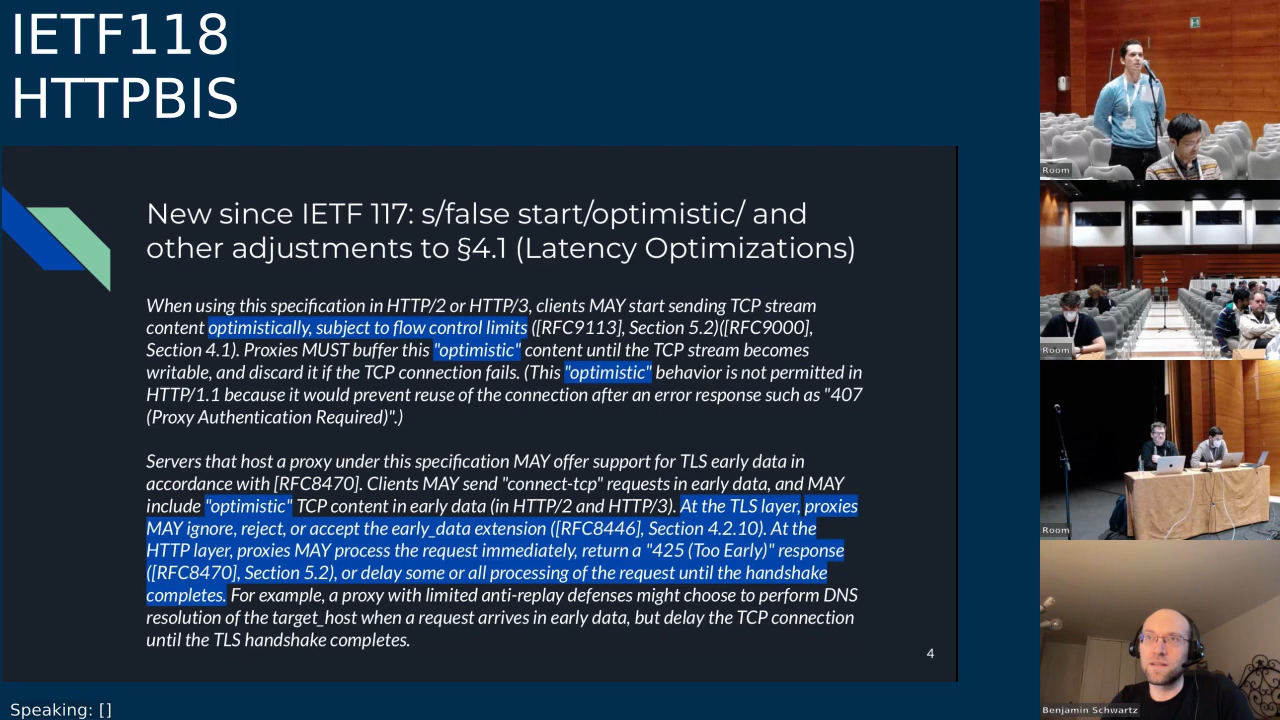 IETF118
HTTPBIS
New since IETF 117: s/false start/optimistic/ and
other adjustments to §4.1 (Latency Optimizations)
When using this specification in HTTP/2 or HTTP/3, clients MAY start sending TCP stream
content optimistically, subject to flow control limits ([RFC9113], Section 5.2)([RFC9000],
Section 4.1). Proxies MUST buffer this "optimistic" content until the TCP stream becomes
writable, and discard it if the TCP connection fails. (This "optimistic" behavior is not permitted in
HTTP/1.1 because it would prevent reuse of the connection after an error response such as "407
(Proxy Authentication Required)".)
Servers that host a proxy under this specification MAY offer support for TLS early data in
accordance with [RFC8470]. Clients MAY send "connect-tcp" requests in early data, and MAY
include "optimistic" TCP content in early data (in HTTP/2 and HTTP/3). At the TLS layer, proxies
MAY ignore, reject, or accept the early_data extension ([RFC8446], Section 4.2.10). At the
HTTP layer, proxies MAY process the request immediately, return a "425 (Too Early)" response
([RFC8470], Section 5.2), or delay some or all processing of the request until the handshake
completes. For example, a proxy with limited anti-replay defenses might choose to perform DNS
resolution of the target_host when a request arrives in early data, but delay the TCP connection
until the TLS handshake completes.
4
Speaking: []
Room
Room
Room
Benjamin Schwartz